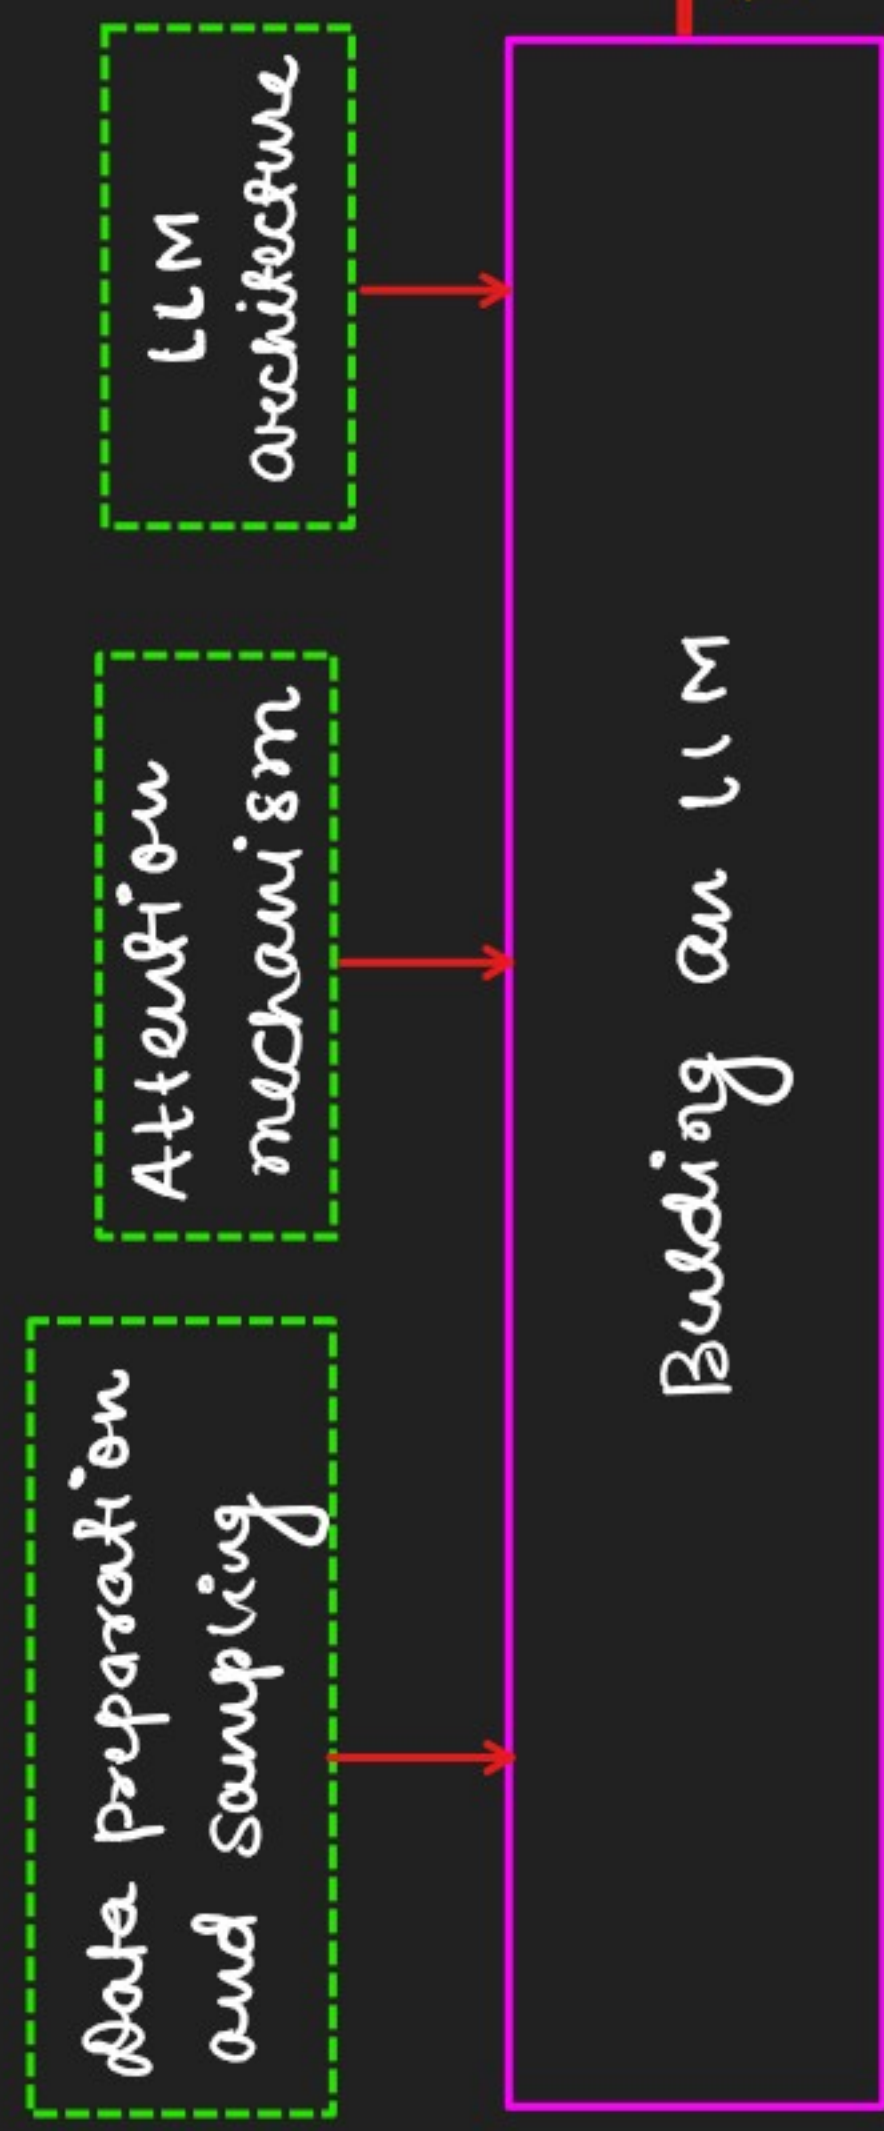 Data preparation
and sampling
Attention
mechanism
LLM
architecture
Building an LLM